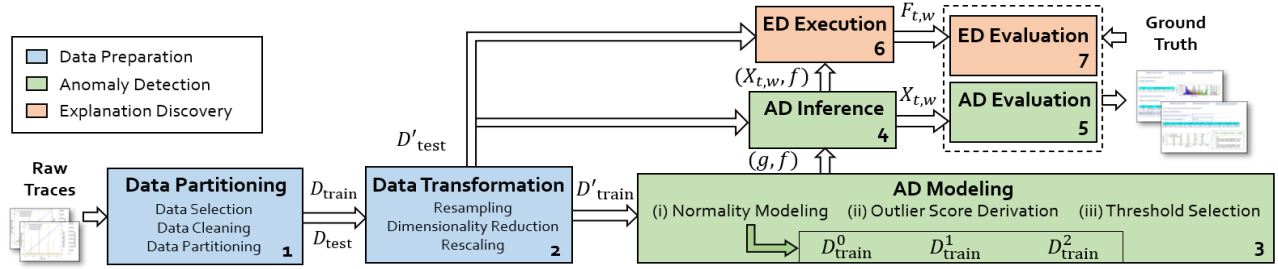 Data Preparation
Anomaly Detection
Explanation Discovery
Raw
Traces
Data Partitioning
Data Selection
Data Cleaning
Data Partitioning
1
D_train
D_test
Data Transformation
Resampling
Dimensionality Reduction
Rescaling
2
D'_test
D'_train
AD Modeling
(i) Normality Modeling (ii) Outlier Score Derivation (iii) Threshold Selection
D^0_train D^1_train D^2_train
3
(g, f)
AD Inference
4
(X_{t,w}, f)
ED Execution
6
F_{t,w}
X_{t,w}
ED Evaluation
7
AD Evaluation
5
Ground
Truth